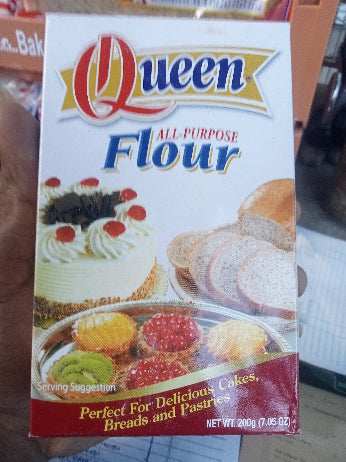 Queen
ALL-PURPOSE
Flour
Serving Suggestion
Perfect For Delicious Cakes,
Breads and Pastries
NET WT. 200g (7.05 OZ)